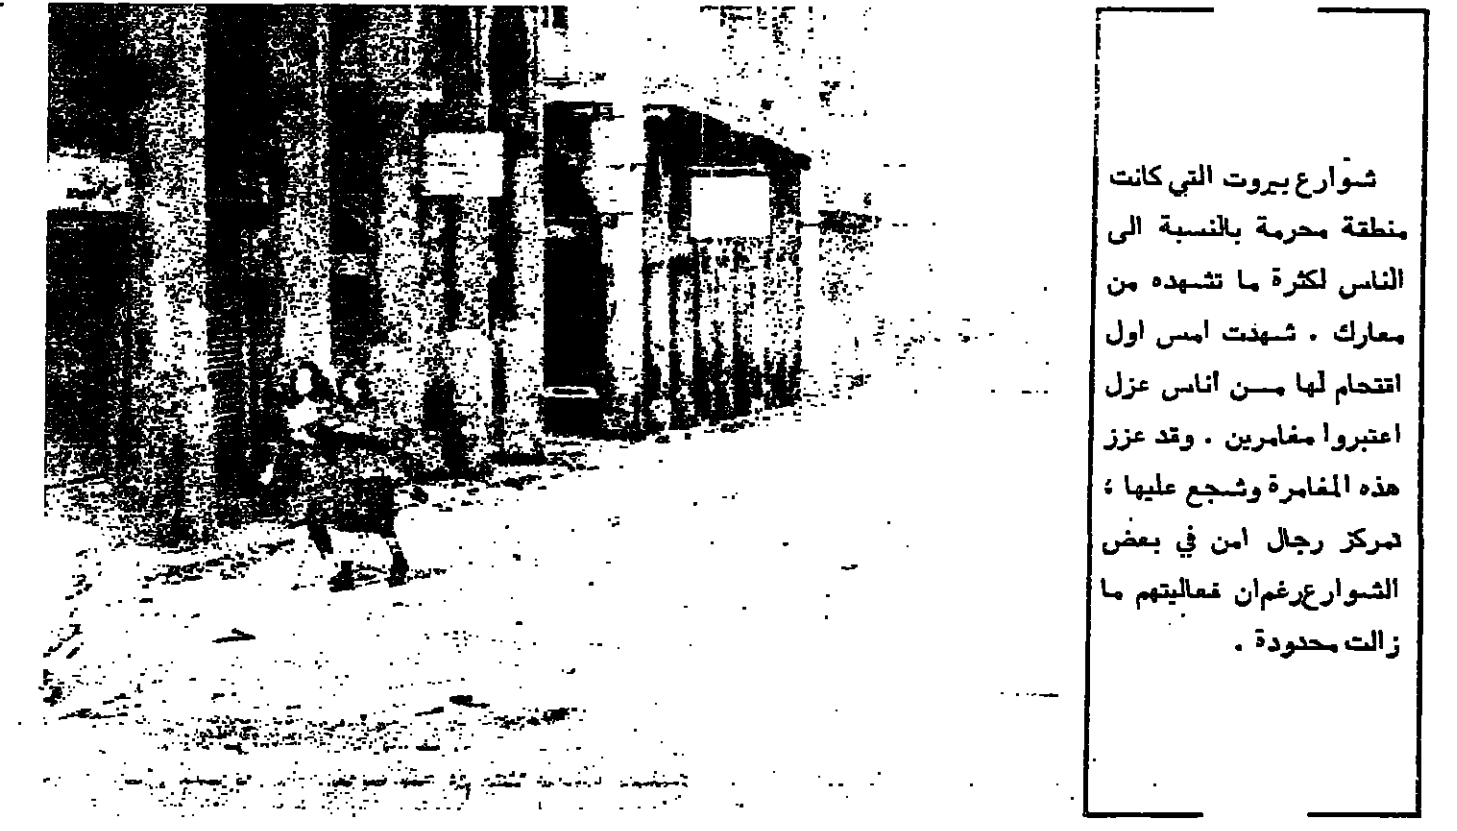 شوارع بيروت التي كانت
منطقة محرمة بالنسبة الى
الناس لكثرة ما تشهده من
معارك . شهدت امس اول
اقتحام لها مـــن أناس عزل
اعتبروا مغامرين . وقد عزز
هذه المغامرة وشجع عليها ؛
تمركز رجال امن في بعض
الشوارع رغم ان فعاليتهم ما
زالت محدودة .